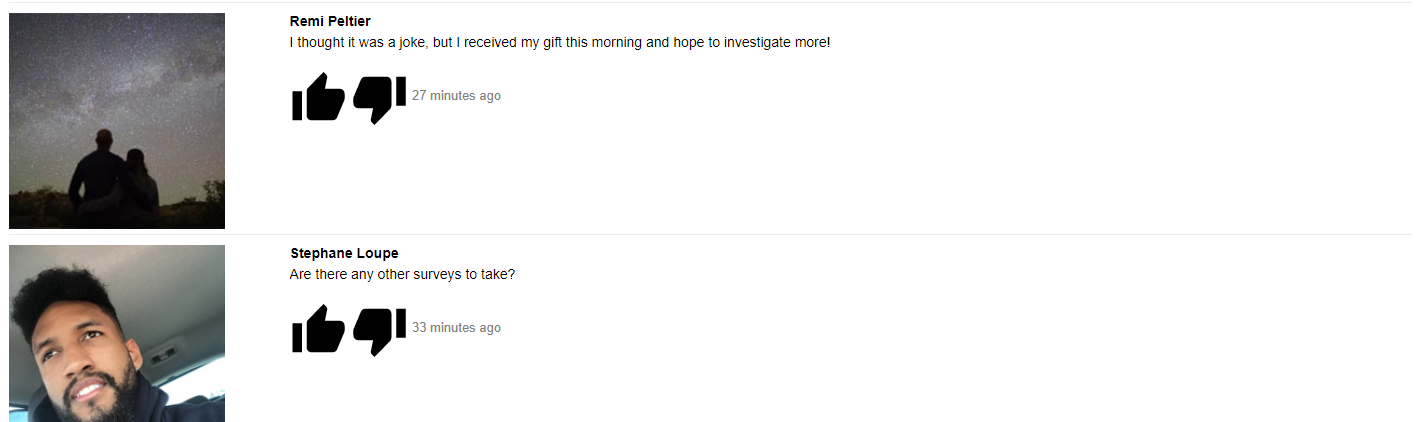 Remi Peltier
I thought it was a joke, but I received my gift this morning and hope to investigate more!
27 minutes ago
Stephane Loupe
Are there any other surveys to take?
33 minutes ago